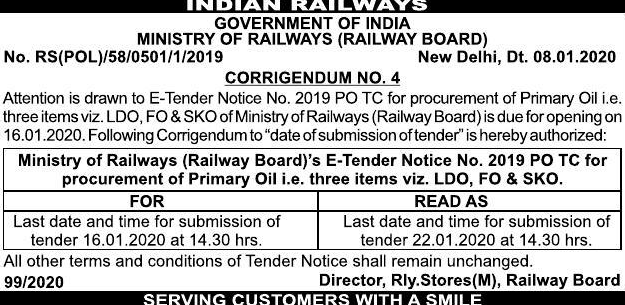 INDIAN RAILWAYS
GOVERNMENT OF INDIA
MINISTRY OF RAILWAYS (RAILWAY BOARD)
No. RS(POL)/58/0501/1/2019 New Delhi, Dt. 08.01.2020
CORRIGENDUM NO. 4
Attention is drawn to E-Tender Notice No. 2019 PO TC for procurement of Primary Oil i.e.
three items viz. LDO, FO & SKO of Ministry of Railways (Railway Board) is due for opening on
16.01.2020. Following Corrigendum to "date of submission of tender" is hereby authorized:
Ministry of Railways (Railway Board)'s E-Tender Notice No. 2019 PO TC for
procurement of Primary Oil i.e. three items viz. LDO, FO & SKO.
FOR READ AS
Last date and time for submission of Last date and time for submission of
tender 16.01.2020 at 14.30 hrs. tender 22.01.2020 at 14.30 hrs.
All other terms and conditions of Tender Notice shall remain unchanged.
99/2020 Director, Rly.Stores(M), Railway Board
SERVING CUSTOMERS WITH A SMILE